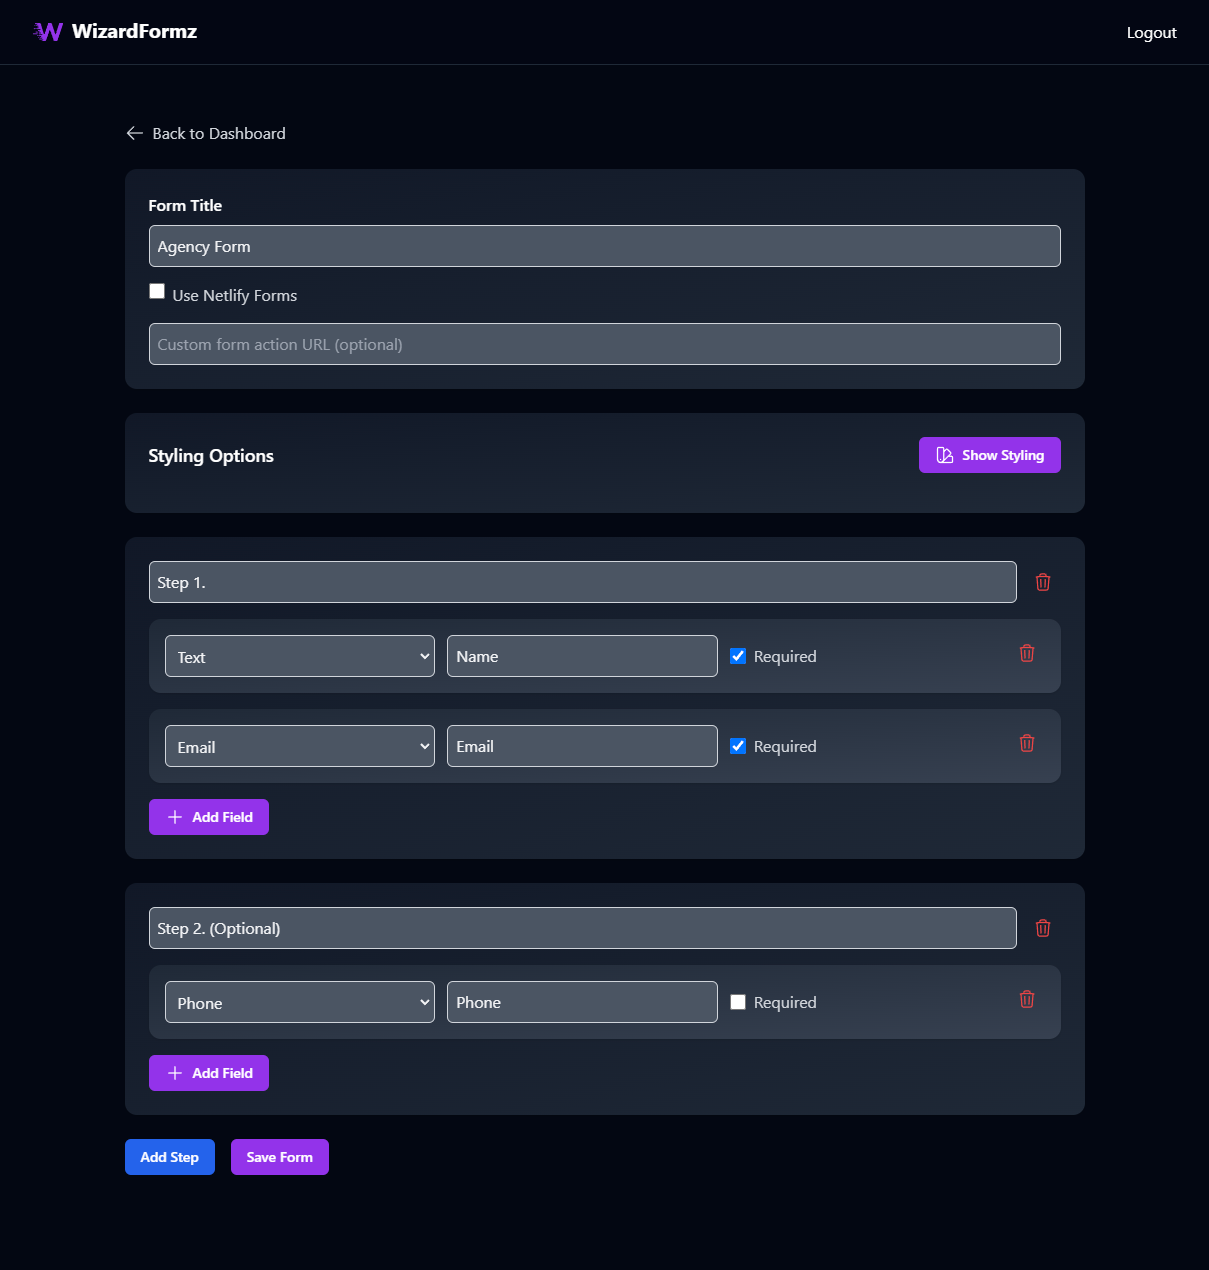 WizardFormz
Logout
Back to Dashboard
Form Title
Agency Form
Use Netlify Forms
Custom form action URL (optional)
Styling Options
Show Styling
Step 1.
Text
Name
Required
Email
Email
Required
Add Field
Step 2. (Optional)
Phone
Phone
Required
Add Field
Add Step
Save Form